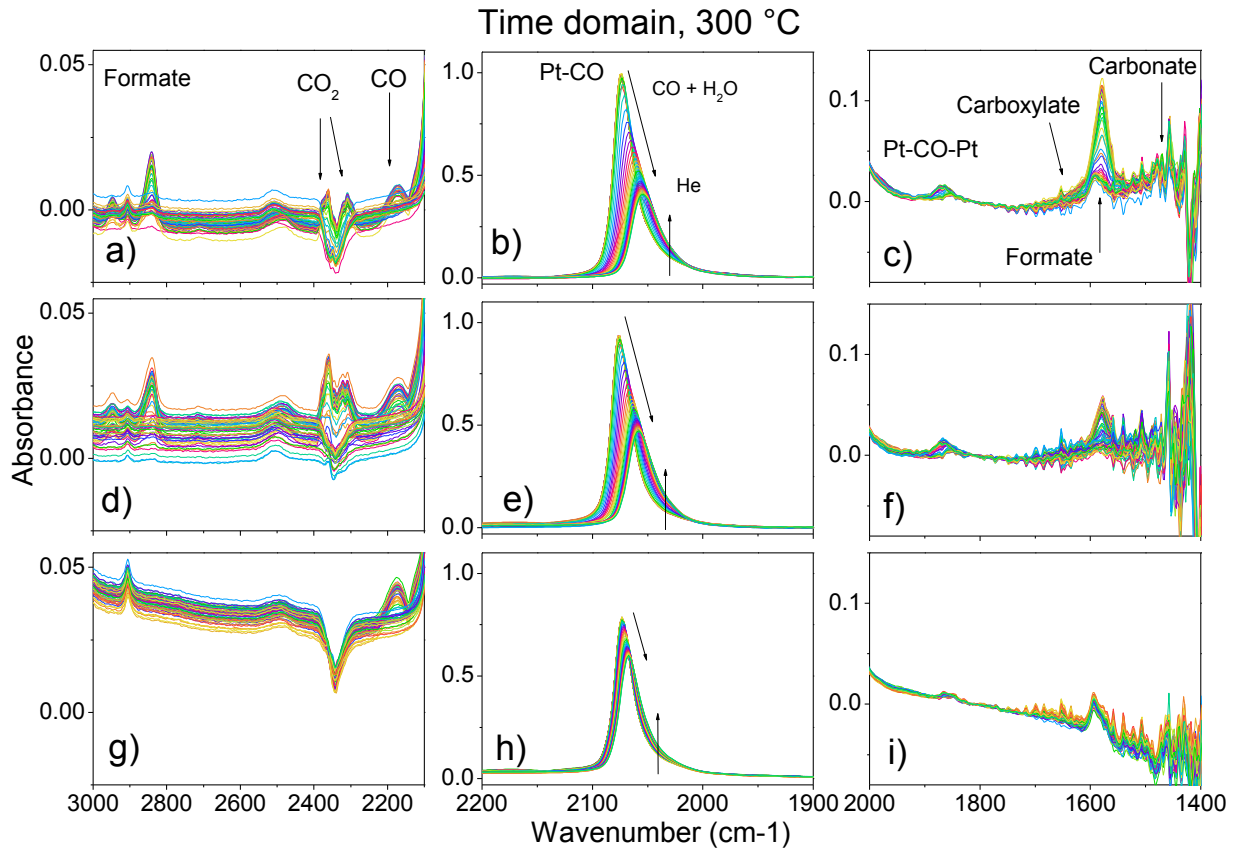 Time domain, 300 °C
0.05
0.00
Formate
CO2
CO
a)
1.0
0.5
0.0
Pt-CO
CO + H2O
He
b)
0.1
0.0
Carbonate
Carboxylate
Pt-CO-Pt
Formate
c)
Absorbance
0.05
0.00
d)
1.0
0.5
0.0
e)
0.1
0.0
f)
0.05
0.00
g)
3000 2800 2600 2400 2200
1.0
0.5
0.0
h)
2200 2100 2000 1900
0.1
0.0
i)
2000 1800 1600 1400
Wavenumber (cm-1)